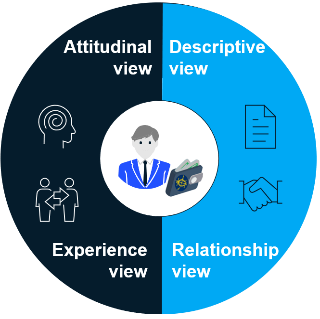 Attitudinal
view
Descriptive
view
Experience
view
Relationship
view